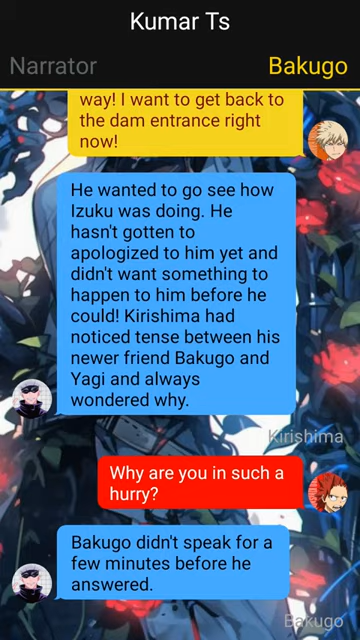 Kumar Ts
Narrator
Bakugo
way! I want to get back to
the dam entrance right
now!
He wanted to go see how
Izuku was doing. He
hasn't gotten to
apologized to him yet and
didn't want something to
happen to him before he
could! Kirishima had
noticed tense between his
newer friend Bakugo and
Yagi and always
wondered why.
Kirishima
Why are you in such a
hurry?
Bakugo didn't speak for a
few minutes before he
answered.
Bakugo